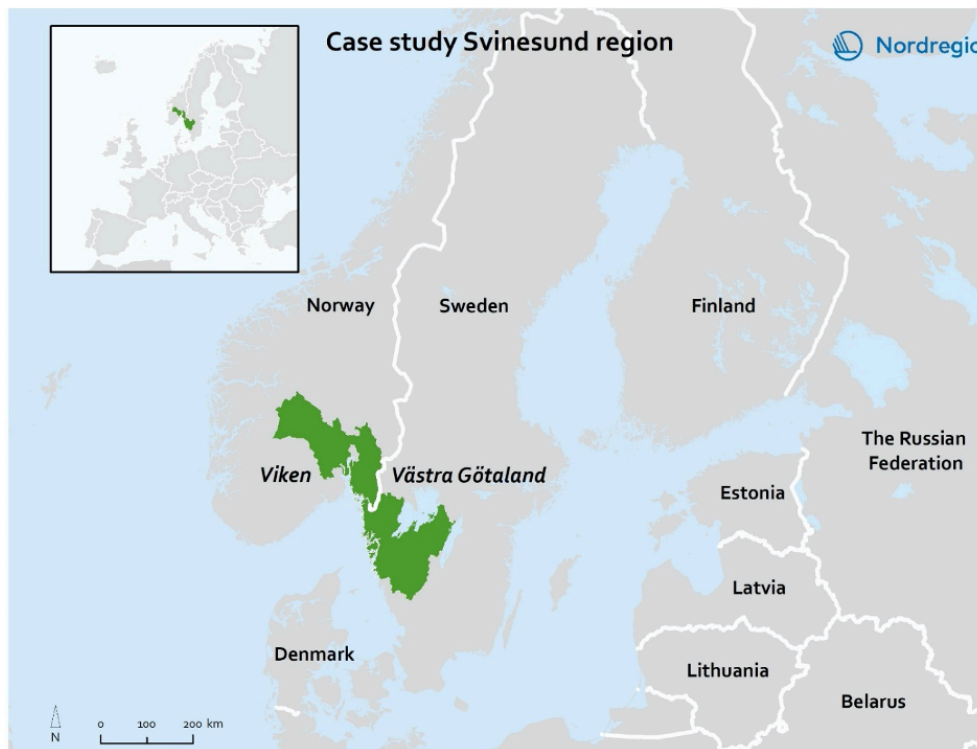 Case study Svinesund region
Nordregio
Norway
Sweden
Finland
The Russian
Federation
Viken
Västra Götaland
Estonia
Latvia
Denmark
Lithuania
Belarus
N
0 100 200 km